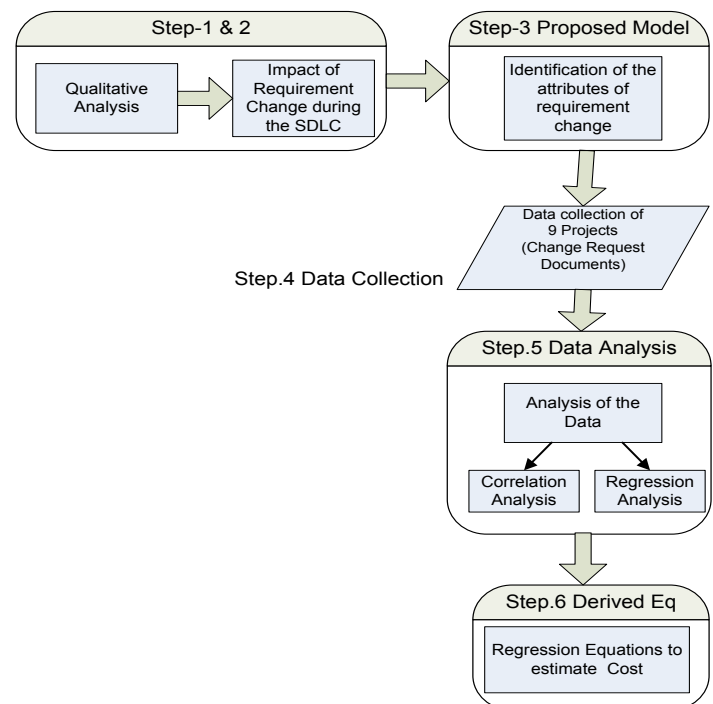 Step-1 & 2
Qualitative
Analysis
Impact of
Requirement
Change during
the SDLC
Step-3 Proposed Model
Identification of the
attributes of
requirement
change
Data collection of
9 Projects
(Change Request
Documents)
Step.4 Data Collection
Step.5 Data Analysis
Analysis of the
Data
Correlation
Analysis
Regression
Analysis
Step.6 Derived Eq
Regression Equations to
estimate Cost